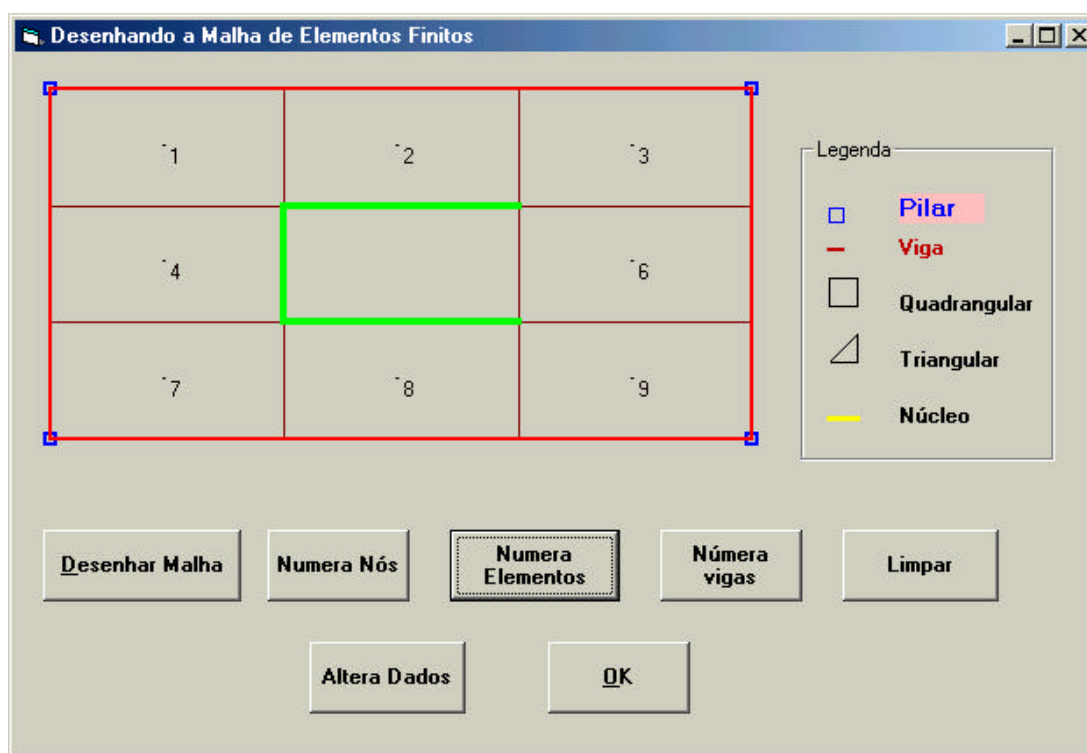 Desenhando a Malha de Elementos Finitos
1
2
3
4
6
7
8
9
Legenda
Pilar
Viga
Quadrangular
Triangular
Núcleo
Desenhar Malha
Numera Nós
Numera
Elementos
Número
vigas
Limpar
Altera Dados
OK